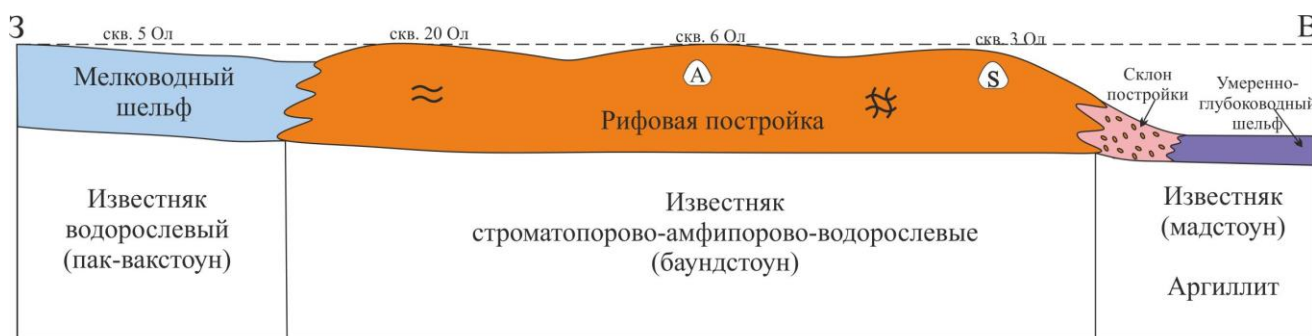 З
В
скв. 5 Ол
скв. 20 Ол
скв. 6 Ол
скв. 3 Ол
Мелководный
шельф
А
S
Рифовая постройка
Склон
постройки
Умеренно-
глубоководный
шельф
Известняк
водорослевый
(пак-вакстоун)
Известняк
строматопорово-амфипорово-водорослевые
(баундстоун)
Известняк
(мадстоун)
Аргиллит